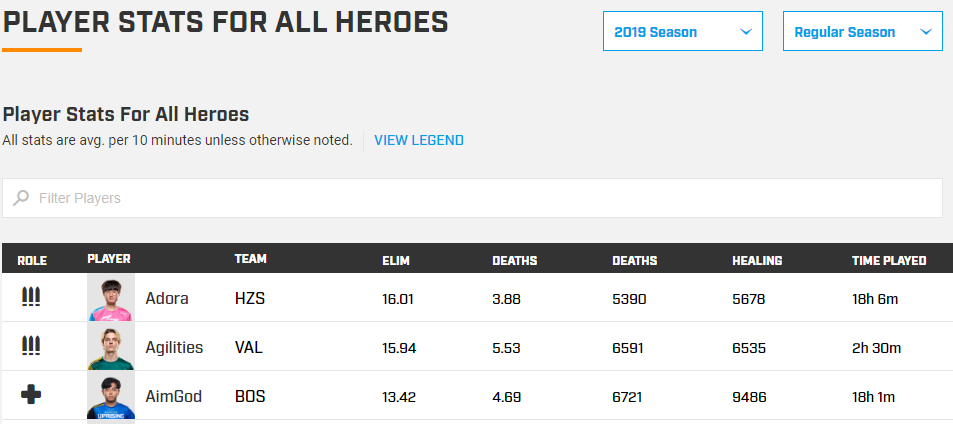 PLAYER STATS FOR ALL HEROES
2019 Season
Regular Season
Player Stats For All Heroes
All stats are avg. per 10 minutes unless otherwise noted. VIEW LEGEND
Filter Players
ROLE PLAYER TEAM ELIM DEATHS DEATHS HEALING TIME PLAYED
Adora HZS 16.01 3.88 5390 5678 18h 6m
Agilities VAL 15.94 5.53 6591 6535 2h 30m
AimGod BOS 13.42 4.69 6721 9486 18h 1m
UPRISING